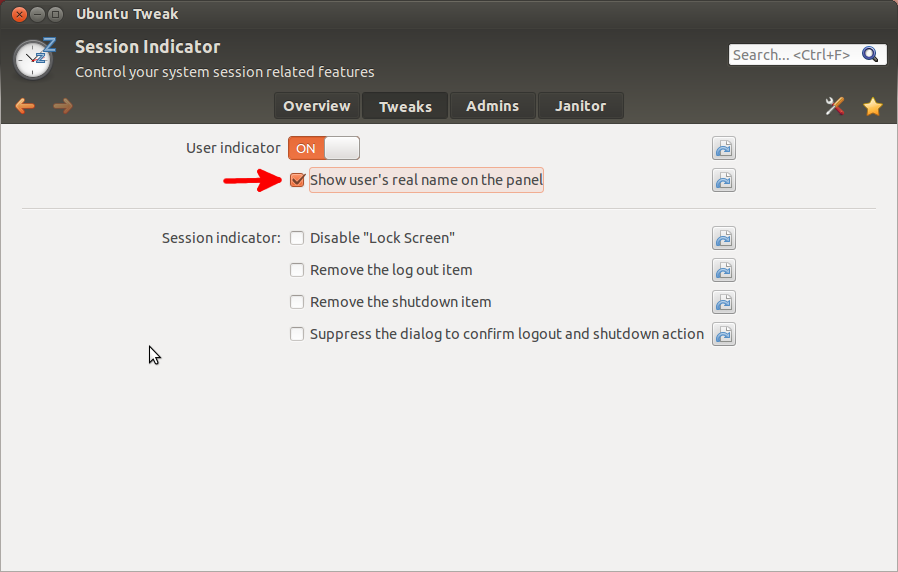 Ubuntu Tweak
Session Indicator
Control your system session related features
Search... <Ctrl+F>
Overview
Tweaks
Admins
Janitor
User indicator
ON
Show user's real name on the panel
Session indicator:
Disable "Lock Screen"
Remove the log out item
Remove the shutdown item
Suppress the dialog to confirm logout and shutdown action